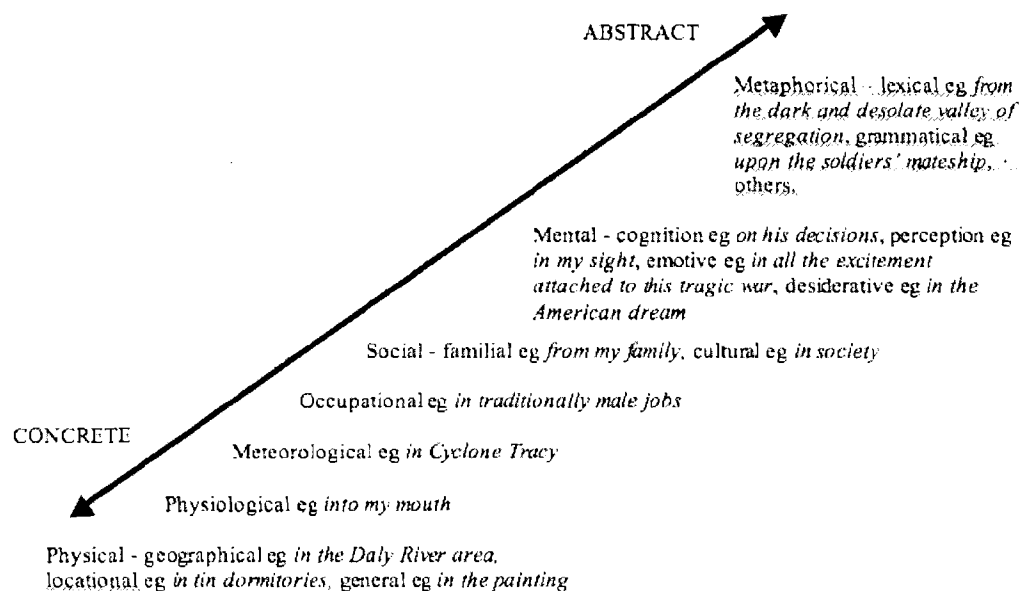 ABSTRACT
Metaphorical - lexical eg from
the dark and desolate valley of
segregation, grammatical eg
upon the soldiers' mateship,
others.
Mental - cognition eg on his decisions, perception eg
in my sight, emotive eg in all the excitement
attached to this tragic war, desiderative eg in the
American dream
Social - familial eg from my family, cultural eg in society
Occupational eg in traditionally male jobs
CONCRETE
Meteorological eg in Cyclone Tracy
Physiological eg into my mouth
Physical - geographical eg in the Daly River area,
locational eg in tin dormitories, general eg in the painting